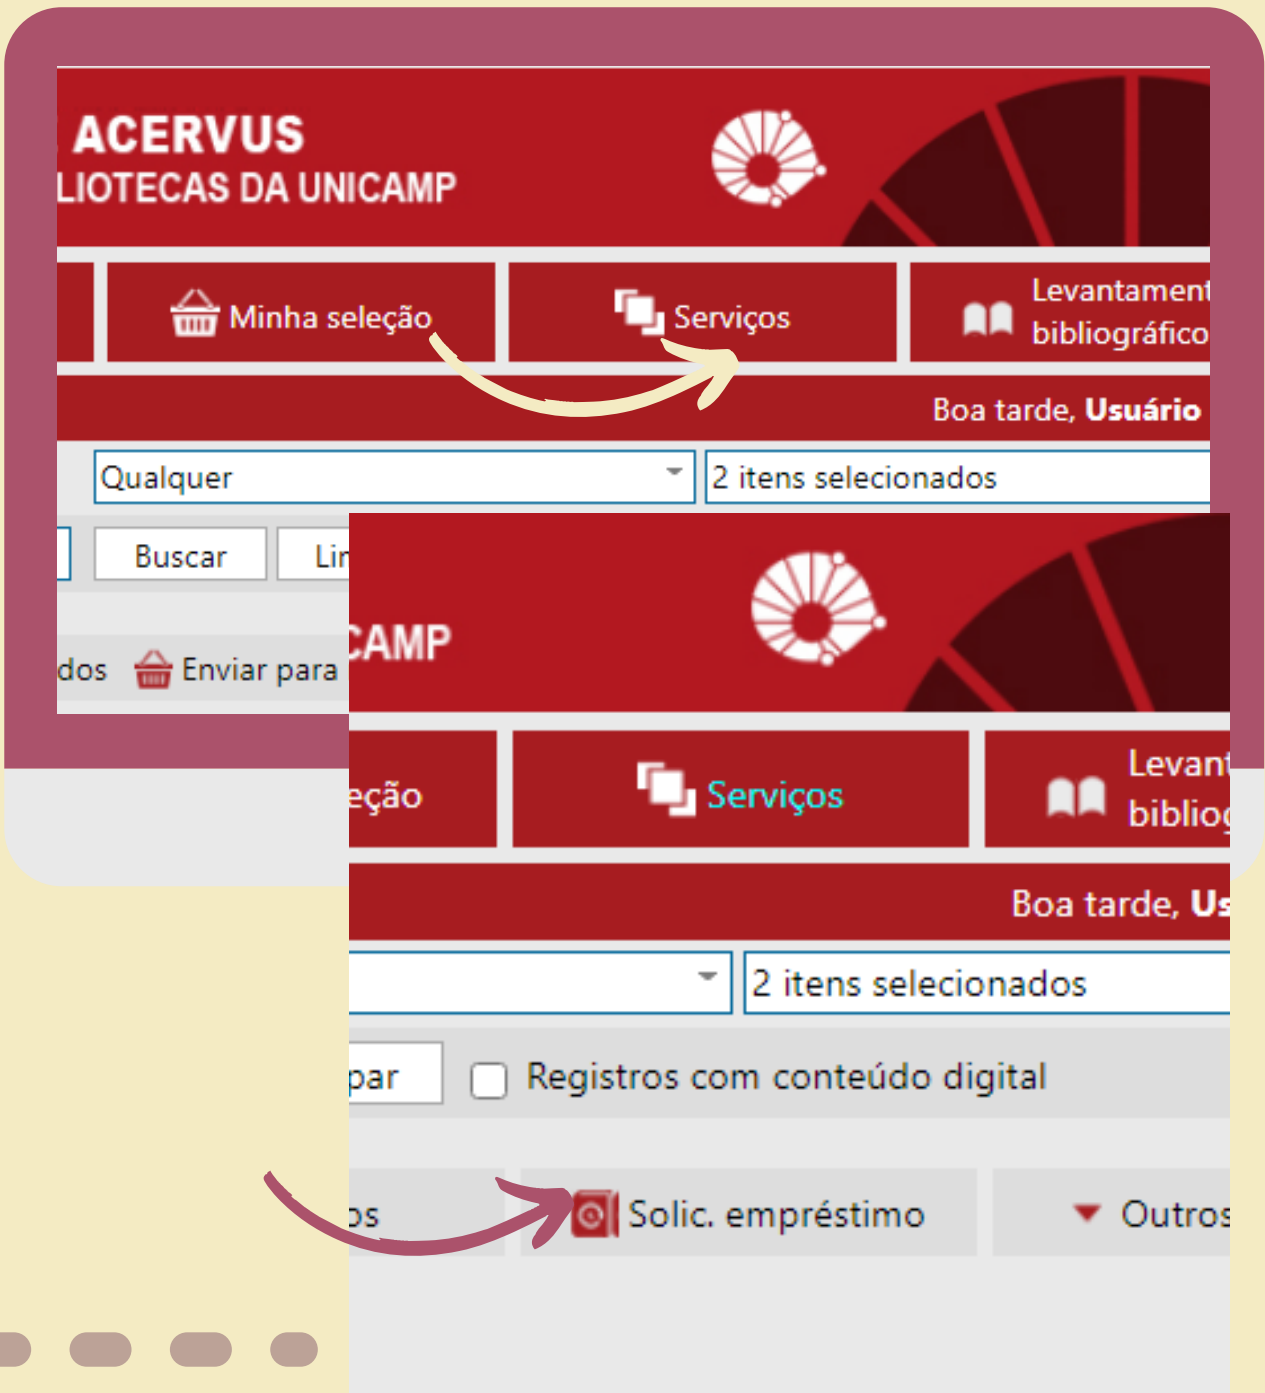 ACERVUS
LIOTECAS DA UNICAMP
Minha seleção
Serviços
Levantament
bibliográfico
Boa tarde, Usuário
Qualquer
2 itens selecionados
Buscar
Lin
dos
Enviar para
CAMP
eção
Serviços
Levant
bibliog
Boa tarde, Us
2 itens selecionados
par
Registros com conteúdo digital
os
Solic. empréstimo
Outros